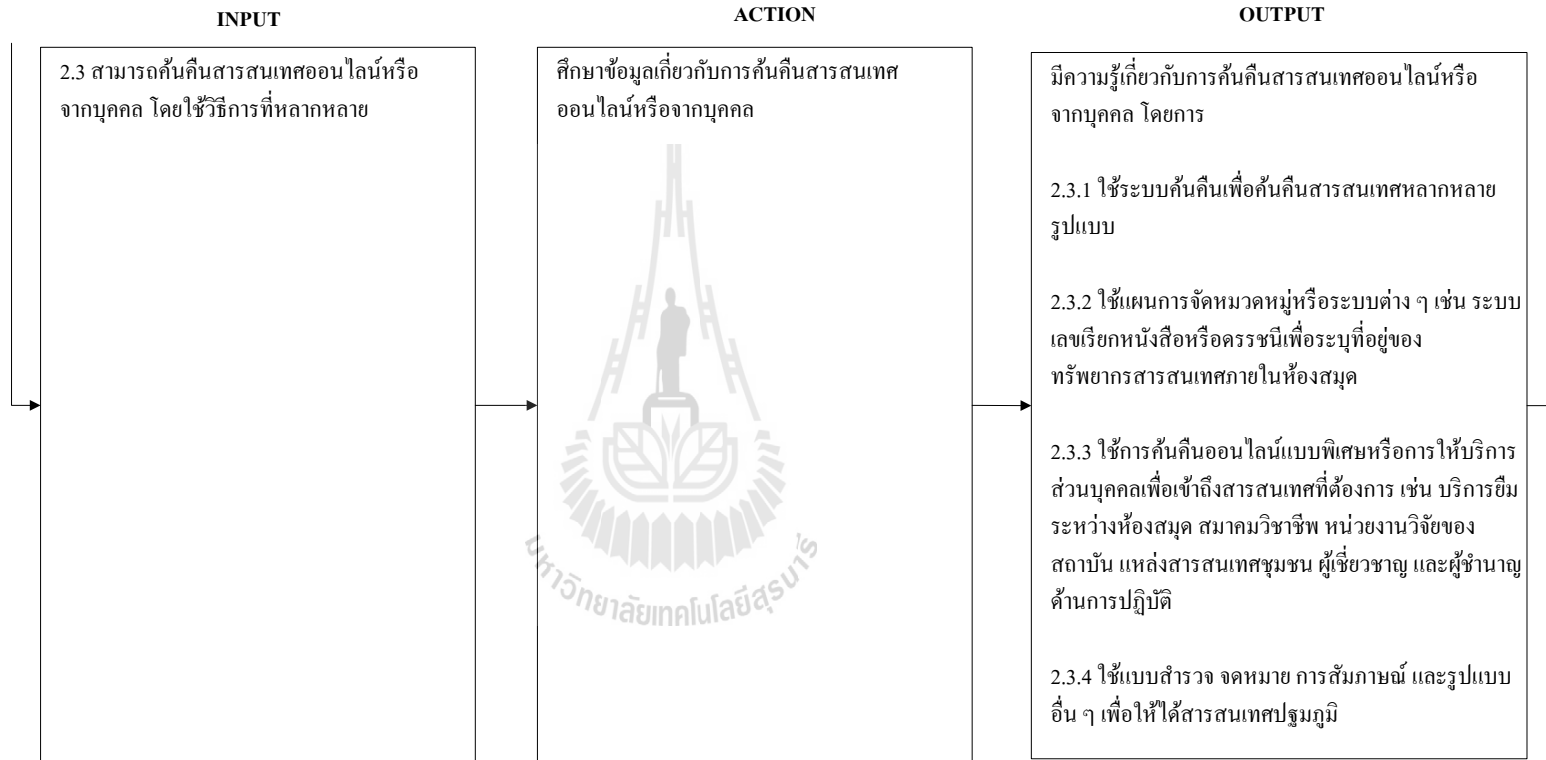 INPUT
ACTION
OUTPUT
2.3 สามารถค้นคืนสารสนเทศออนไลน์หรือ
จากบุคคล โดยใช้วิธีการที่หลากหลาย
ศึกษาข้อมูลเกี่ยวกับการค้นคืนสารสนเทศ
ออนไลน์หรือจากบุคคล
มีความรู้เกี่ยวกับการค้นคืนสารสนเทศออนไลน์หรือ
จากบุคคล โดยการ
2.3.1 ใช้ระบบค้นคืนเพื่อค้นคืนสารสนเทศหลากหลาย
รูปแบบ
2.3.2 ใช้แผนการจัดหมวดหมู่หรือระบบต่าง ๆ เช่น ระบบ
เลขเรียกหนังสือหรือดรรชนีเพื่อระบุที่อยู่ของ
ทรัพยากรสารสนเทศภายในห้องสมุด
2.3.3 ใช้การค้นคืนออนไลน์แบบพิเศษหรือการให้บริการ
ส่วนบุคคลเพื่อเข้าถึงสารสนเทศที่ต้องการ เช่น บริการยืม
ระหว่างห้องสมุด สมาคมวิชาชีพ หน่วยงานวิจัยของ
สถาบัน แหล่งสารสนเทศชุมชน ผู้เชี่ยวชาญ และผู้ชำนาญ
ด้านการปฏิบัติ
2.3.4 ใช้แบบสำรวจ จดหมาย การสัมภาษณ์ และรูปแบบ
อื่น ๆ เพื่อให้ได้สารสนเทศปฐมภูมิ
มหาวิทยาลัยเทคโนโลยีสุรนารี